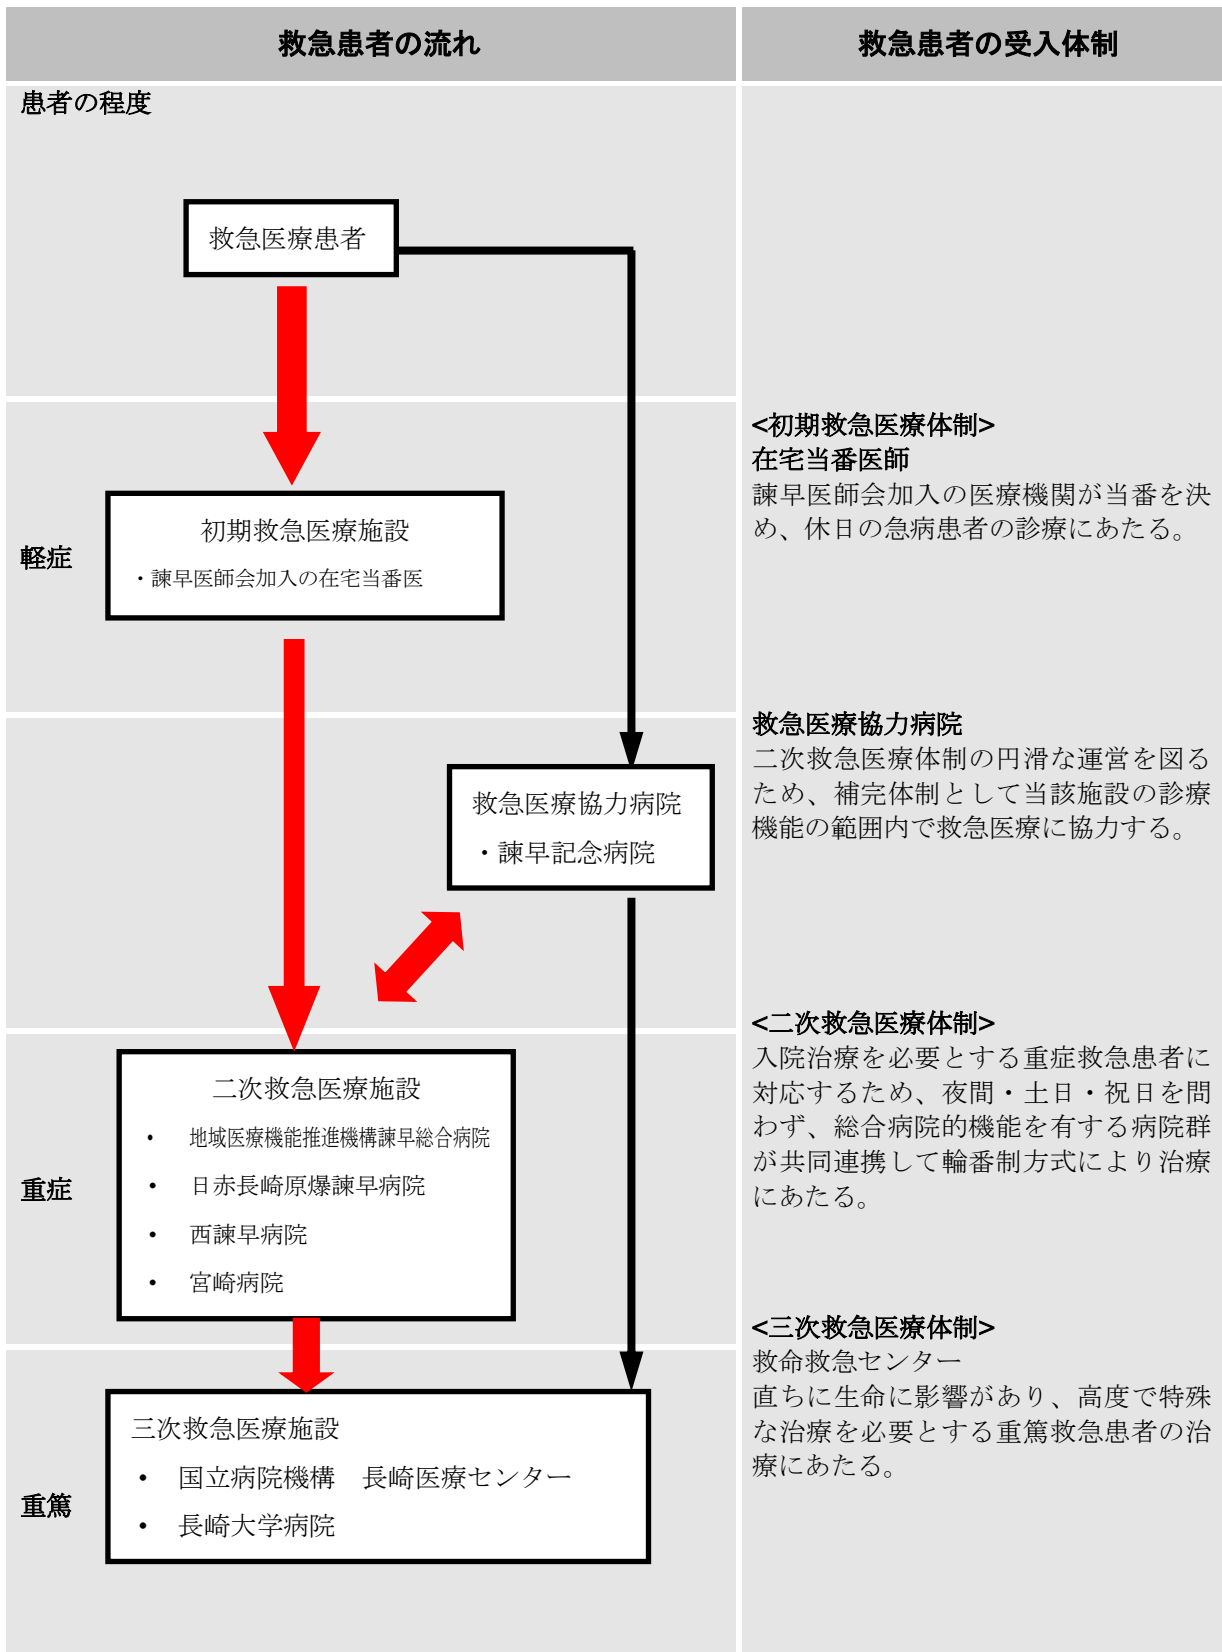 救急患者の流れ
救急患者の受入体制
患者の程度
救急医療患者
軽症
初期救急医療施設
・諫早医師会加入の在宅当番医
救急医療協力病院
・諫早記念病院
重症
二次救急医療施設
・ 地域医療機能推進機構諫早総合病院
・ 日赤長崎原爆諫早病院
・ 西諫早病院
・ 宮崎病院
重篤
三次救急医療施設
・ 国立病院機構　長崎医療センター
・ 長崎大学病院
<初期救急医療体制>
在宅当番医師
諫早医師会加入の医療機関が当番を決
め、休日の急病患者の診療にあたる。
救急医療協力病院
二次救急医療体制の円滑な運営を図る
ため、補完体制として当該施設の診療
機能の範囲内で救急医療に協力する。
<二次救急医療体制>
入院治療を必要とする重症救急患者に
対応するため、夜間・土日・祝日を問
わず、総合病院的機能を有する病院群
が共同連携して輪番制方式により治療
にあたる。
<三次救急医療体制>
救命救急センター
直ちに生命に影響があり、高度で特殊
な治療を必要とする重篤救急患者の治
療にあたる。